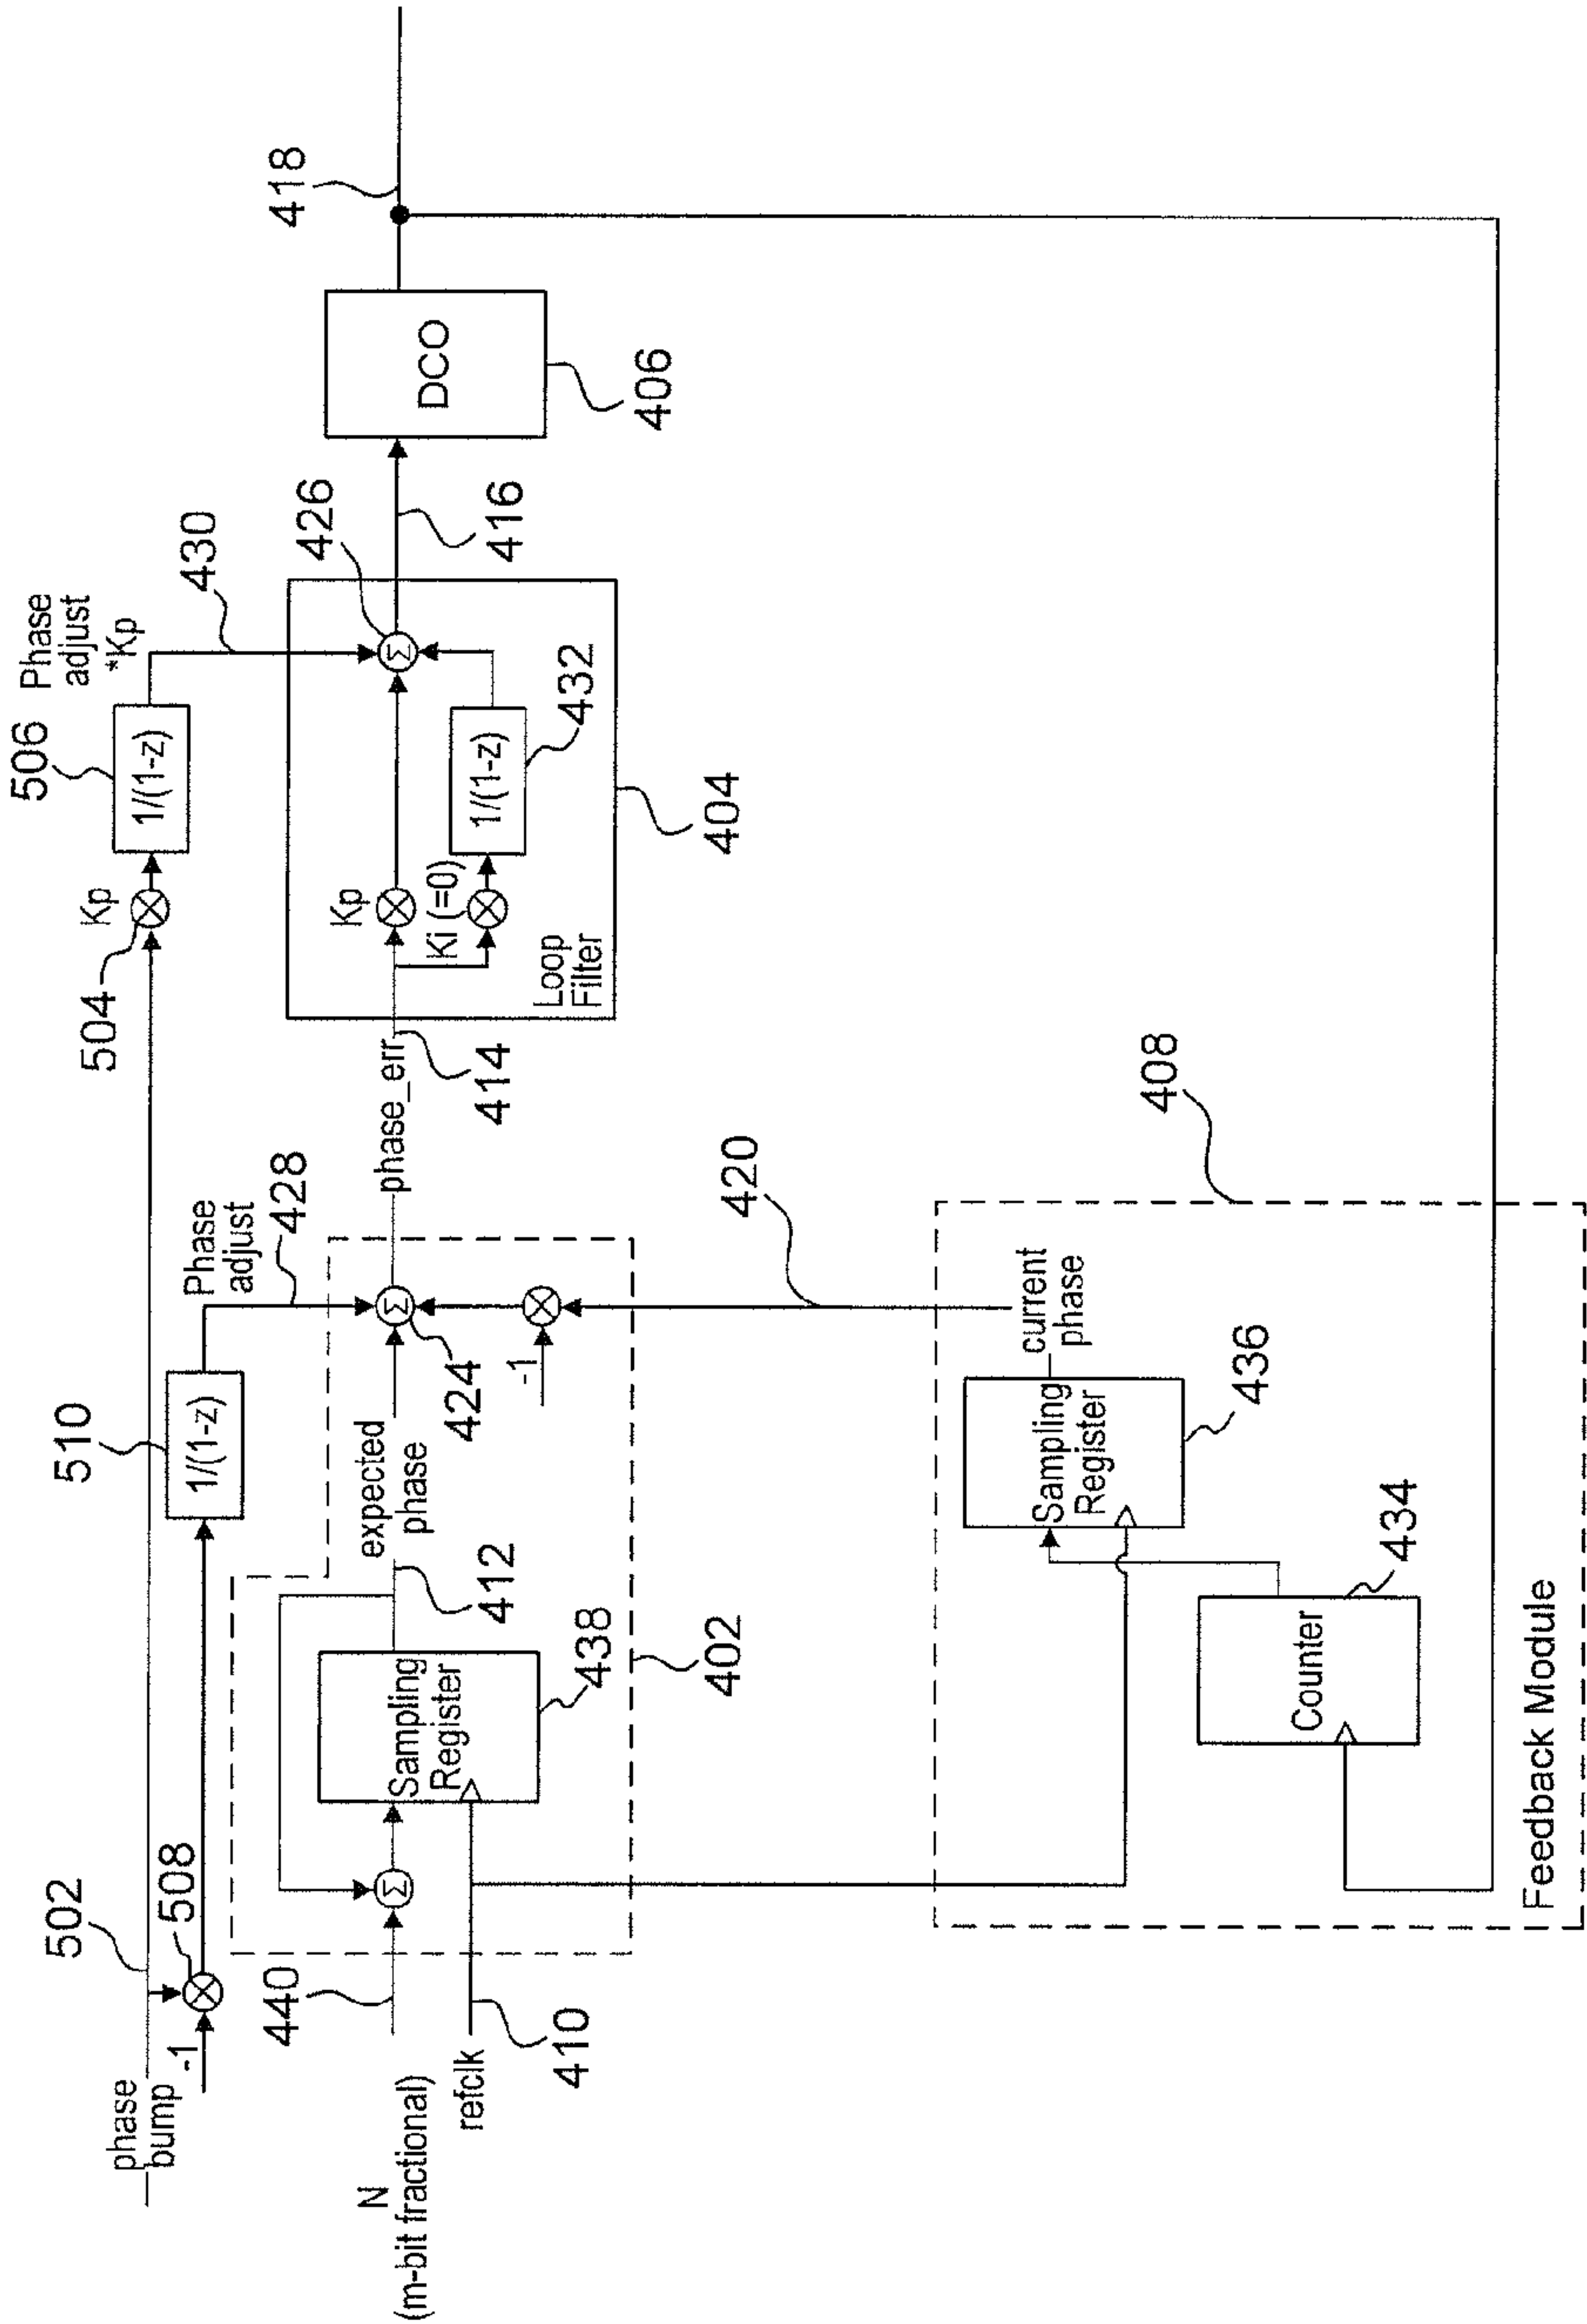 502
phase
bump
-1
508
510
1/(1-z)
Phase
adjust
428
504
Kp
506
1/(1-z)
Phase
adjust
*Kp
430
N
(m-bit fractional)
440
refclk
410
Σ
Sampling
Register
438
412
expected
phase
Σ
424
-1
402
phase_err
414
Kp
Ki (=0)
1/(1-z)
432
Σ
426
Loop
Filter
404
416
DCO
406
418
420
408
current
phase
Sampling
Register
436
Counter
434
Feedback Module